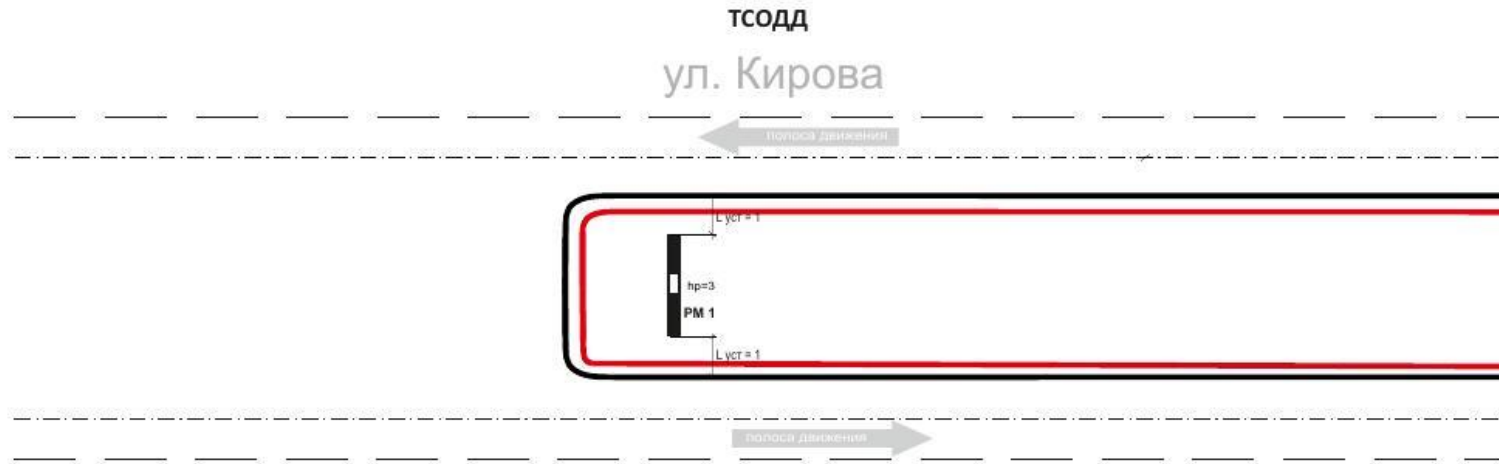 ТСОДД
ул. Кирова
полоса движения
L уст = 1
hp=3
РМ 1
L уст = 1
полоса движения